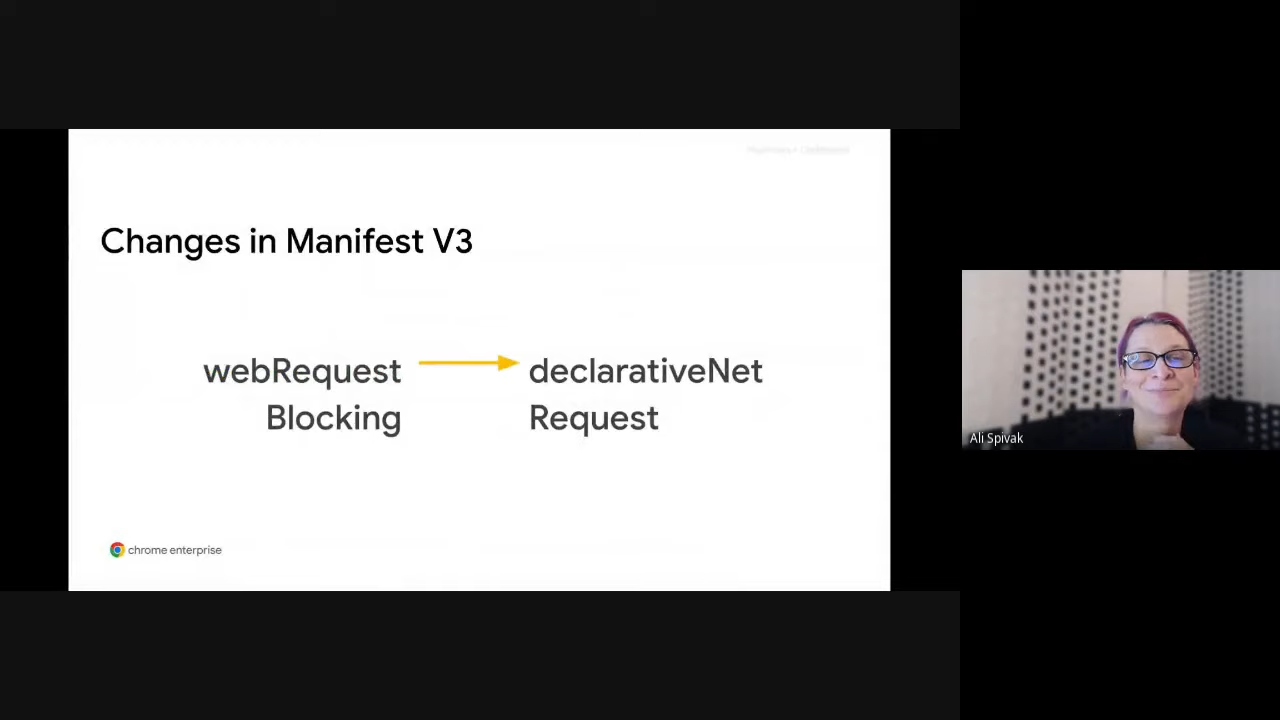 Changes in Manifest V3
webRequest
Blocking
declarativeNet
Request
chrome enterprise
Ali Spivak